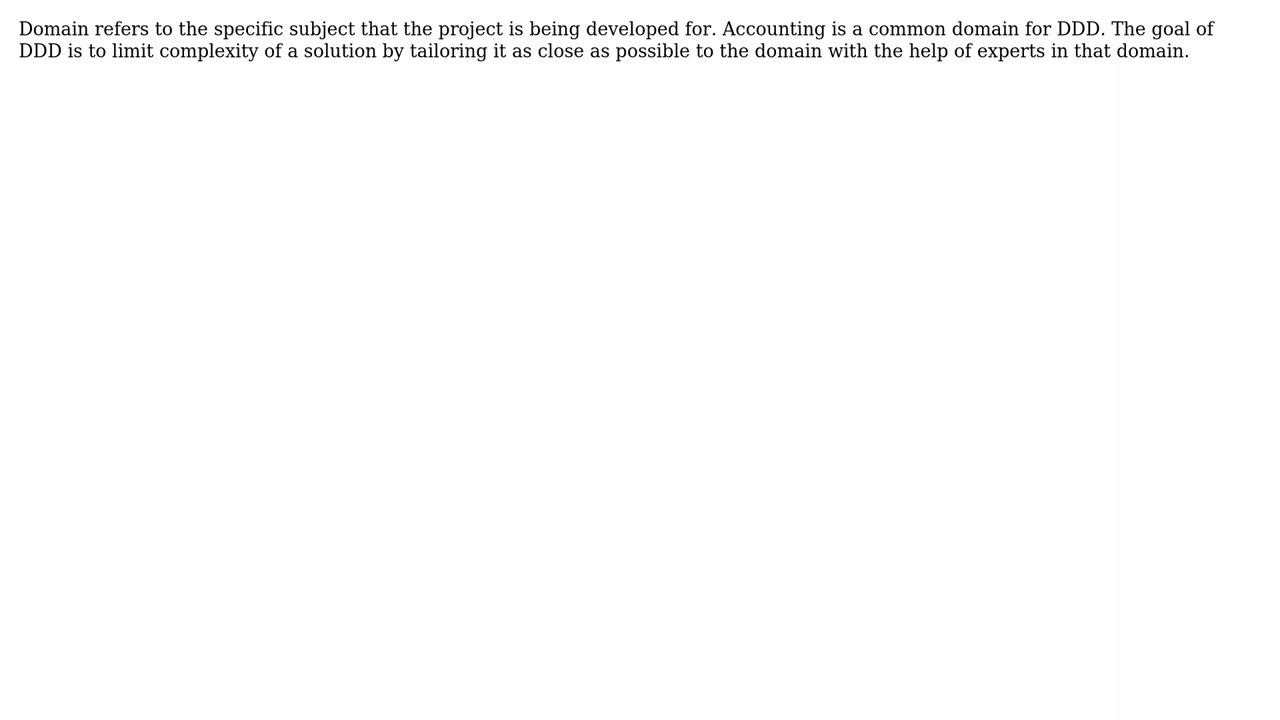 Domain refers to the specific subject that the project is being developed for. Accounting is a common domain for DDD. The goal of
DDD is to limit complexity of a solution by tailoring it as close as possible to the domain with the help of experts in that domain.